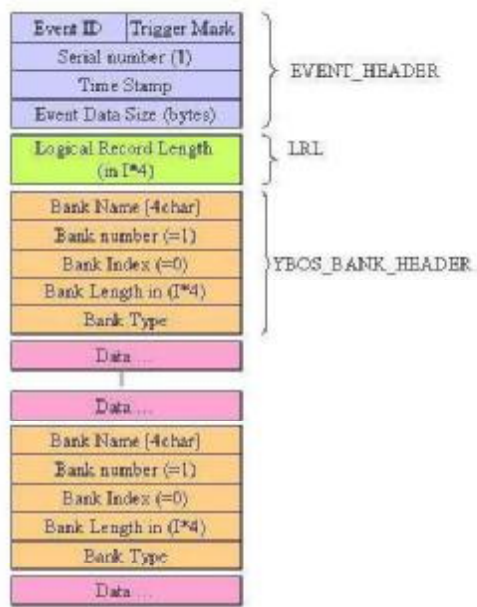 Event ID Trigger Mask
Serial number (1)
Time Stamp
Event Data Size (bytes)
EVENT_HEADER
Logical Record Length
(in I*4)
LRL
Bank Name [4char]
Bank number (=1)
Bank Index (=0)
Bank Length in (I*4)
Bank Type
YBOS_BANK_HEADER
Data ...
Data ...
Bank Name [4char]
Bank number (=1)
Bank Index (=0)
Bank Length in (I*4)
Bank Type
Data ...